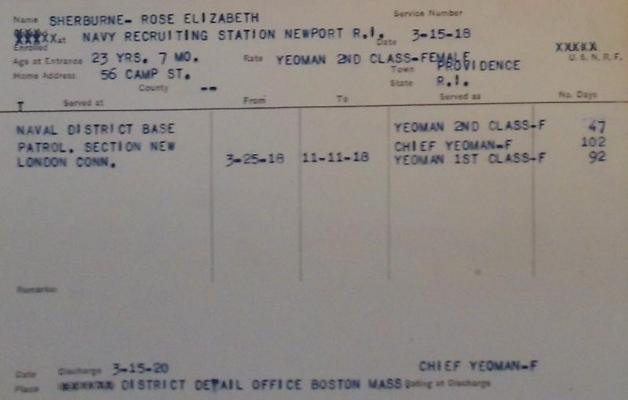 Name SHERBURNE- ROSE ELIZABETH Service Number
XXXXX at NAVY RECRUITING STATION NEWPORT R.I. Date 3-15-18
Enrolled XXXXX
Age at Entrance 23 YRS. 7 MO. Rate YEOMAN 2ND CLASS-FEMALE U.S.N.R.F.
Home Address 56 CAMP ST. Town PROVIDENCE
County -- State R.I.
T Served at From To Served as No. Days
NAVAL DISTRICT BASE YEOMAN 2ND CLASS-F 47
PATROL. SECTION NEW CHIEF YEOMAN-F 102
LONDON CONN. 3-25-18 11-11-18 YEOMAN 1ST CLASS-F 92
Remarks
Date Discharge 3-15-20 CHIEF YEOMAN-F
Place DISTRICT DETAIL OFFICE BOSTON MASS Rating at Discharge